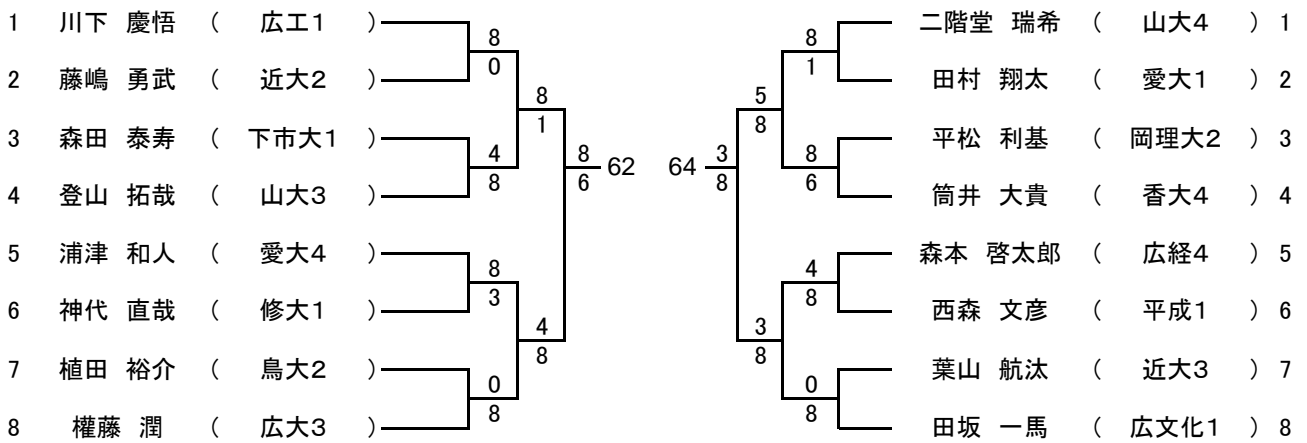 1 川下 慶悟 ( 広工1 )
2 藤嶋 勇武 ( 近大2 )
3 森田 泰寿 ( 下市大1 )
4 登山 拓哉 ( 山大3 )
5 浦津 和人 ( 愛大4 )
6 神代 直哉 ( 修大1 )
7 植田 裕介 ( 鳥大2 )
8 權藤 潤 ( 広大3 )
8
0
4
8
8
3
0
8
8
1
4
8
8
6
62
64
3
8
5
8
3
8
8
1
8
6
4
8
0
8
二階堂 瑞希 ( 山大4 ) 1
田村 翔太 ( 愛大1 ) 2
平松 利基 ( 岡理大2 ) 3
筒井 大貴 ( 香大4 ) 4
森本 啓太郎 ( 広経4 ) 5
西森 文彦 ( 平成1 ) 6
葉山 航汰 ( 近大3 ) 7
田坂 一馬 ( 広文化1 ) 8